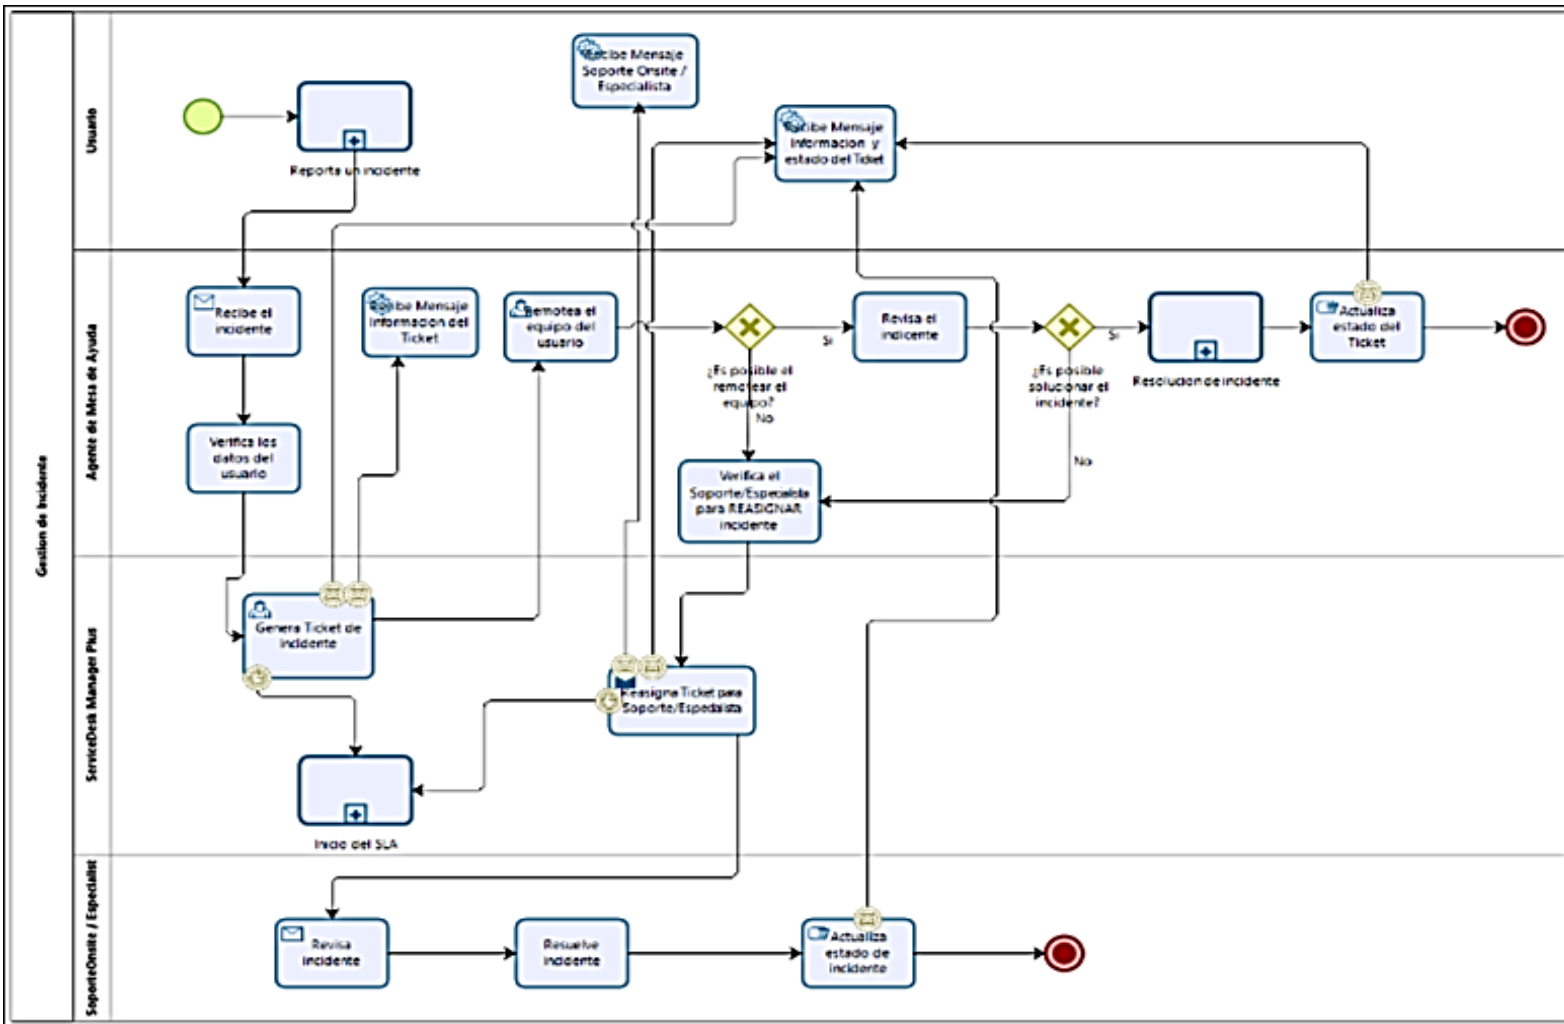 Gestion de Incidente
Usuario
Reporta un incidente
Recibe Mensaje
Soporte Onsite /
Especialista
Recibe Mensaje
Informacion y
estado del Ticket
Agente de Mesa de Ayuda
Recibe el
incidente
Verifica los
datos del
usuario
Recibe Mensaje
Informacion del
Ticket
Remotea el
equipo del
usuario
¿Es posible el
remotear el
equipo?
Si
No
Revisa el
indicente
¿Es posible
solucionar el
incidente?
Si
No
Resolucion de incidente
Actualiza
estado del
Ticket
Verifica el
Soporte/Especialista
para REASIGNAR
incidente
ServiceDesk Manager Plus
Genera Ticket de
incidente
Reasigna Ticket para
Soporte/Especialista
Inicio del SLA
SoporteOnsite / Especialist
Revisa
incidente
Resuelve
incidente
Actualiza
estado de
incidente